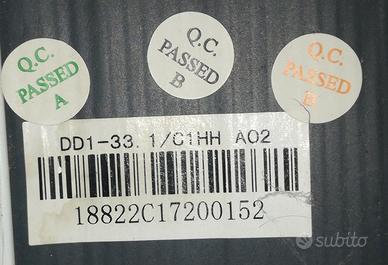 Q.C.
PASSED
A
Q.C.
PASSED
B
Q.C.
PASSED
B
DD1-33.1/C1HH A02
18822C17200152
subito